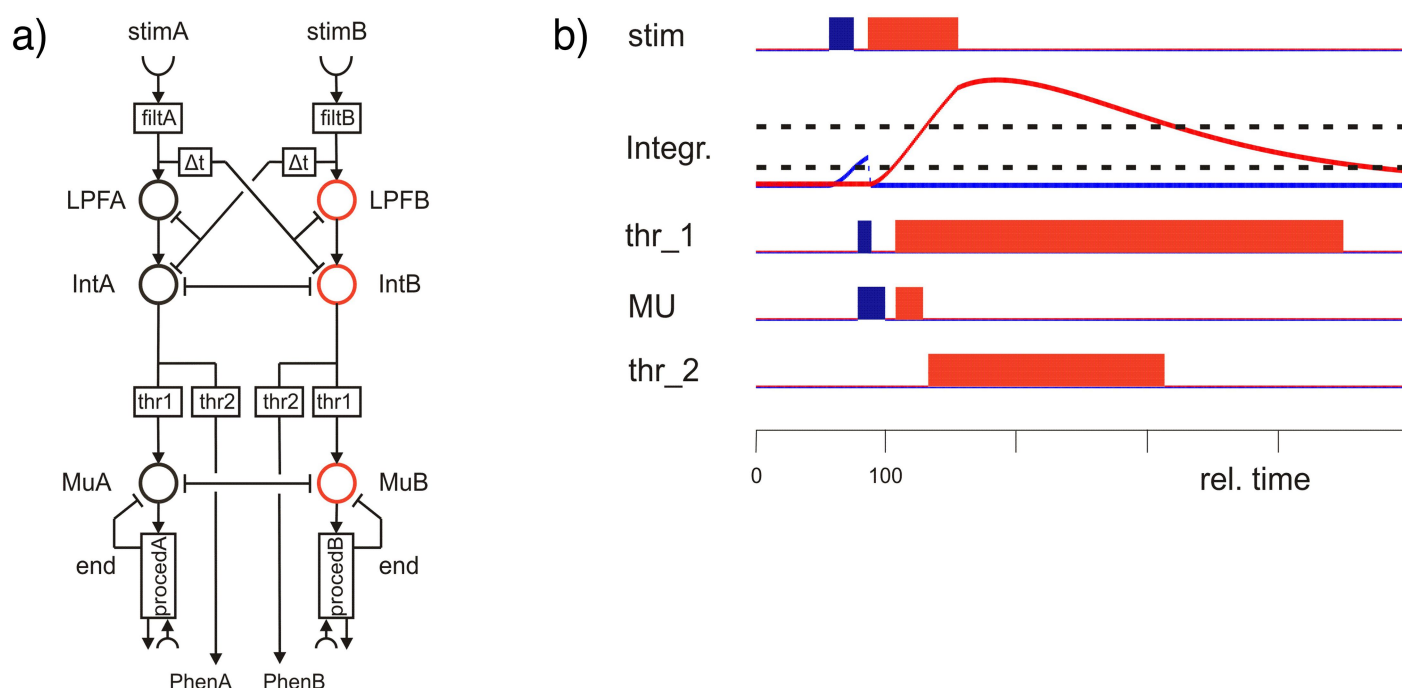 a)
stimA
stimB
filtA
filtB
Δt
Δt
LPFA
LPFB
IntA
IntB
thr1
thr2
thr2
thr1
MuA
MuB
procedA
procedB
end
end
PhenA
PhenB
b)
stim
Integr.
thr_1
MU
thr_2
0
100
rel. time